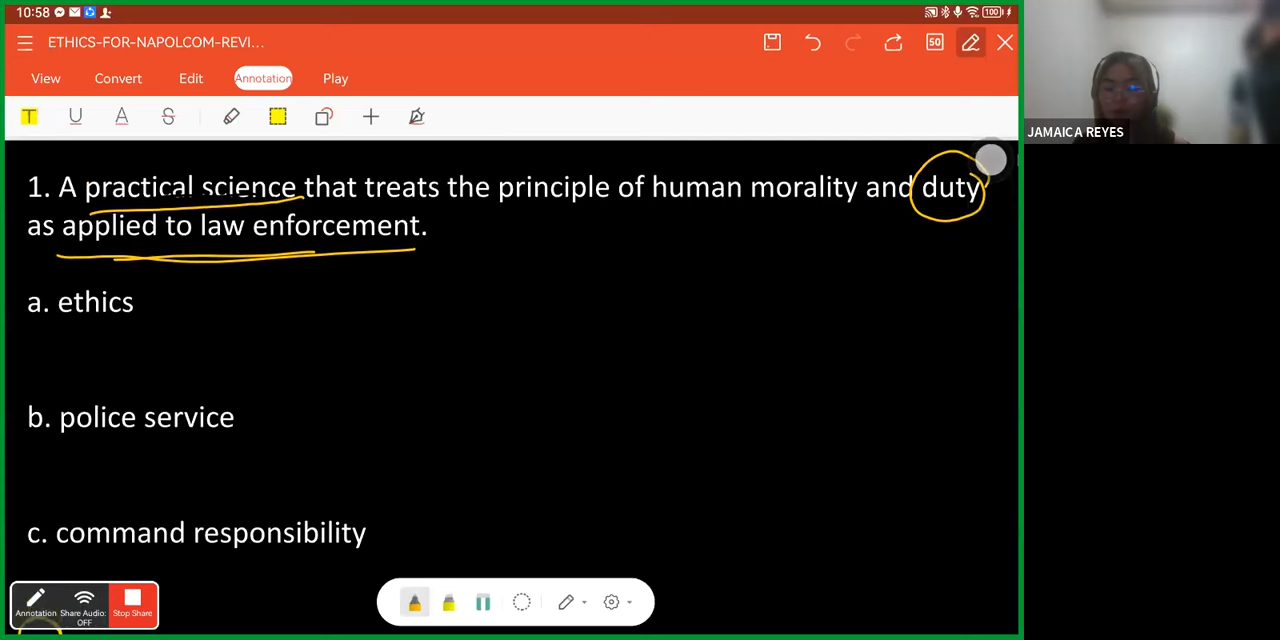 10:58
100
ETHICS-FOR-NAPOLCOM-REVI...
50
View Convert Edit Annotation Play
T U A S
JAMAICA REYES
1. A practical science that treats the principle of human morality and duty
as applied to law enforcement.
a. ethics
b. police service
c. command responsibility
Annotation Share Audio: OFF Stop Share